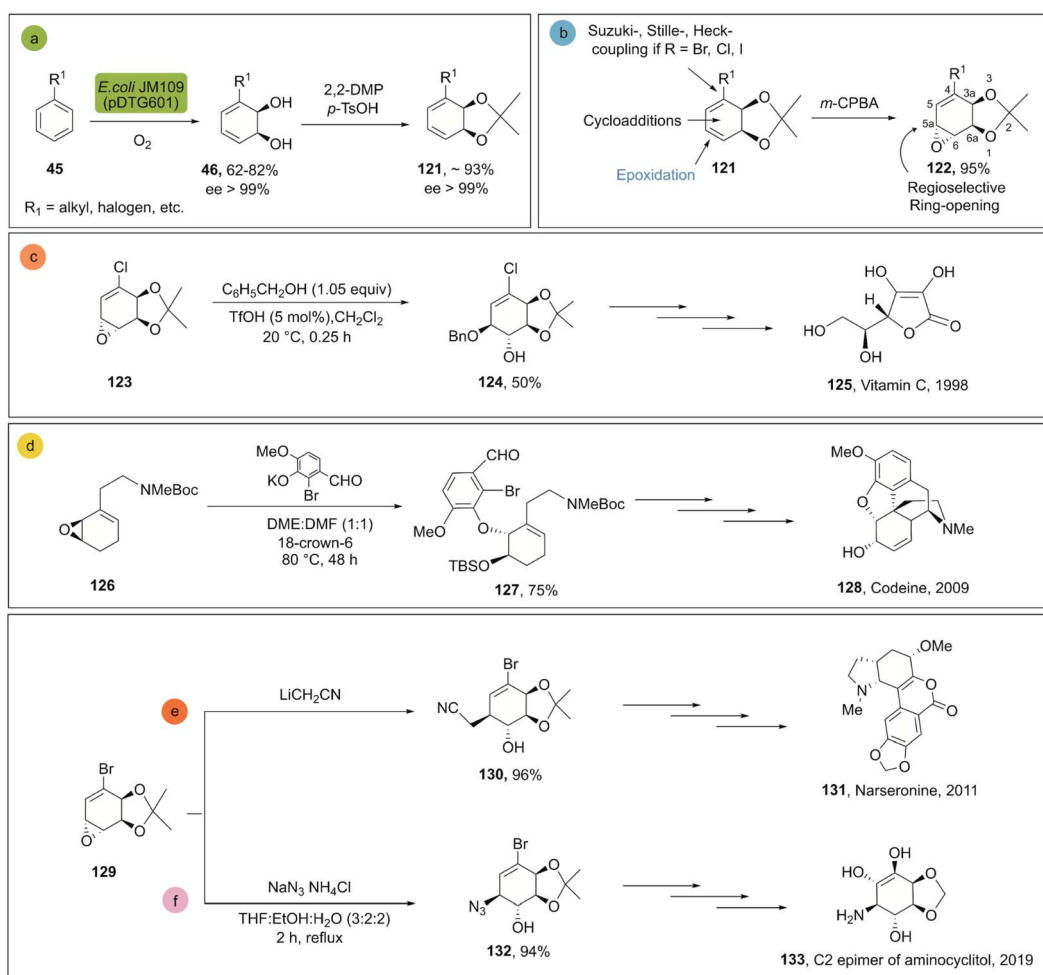 a
R¹
45
E.coli JM109
(pDTG601)
O₂
R¹
OH
OH
46, 62-82%
ee > 99%
2,2-DMP
p-TsOH
R¹
O
O
121, ~ 93%
ee > 99%
R₁ = alkyl, halogen, etc.
b
Suzuki-, Stille-, Heck-
coupling if R = Br, Cl, I
R¹
O
O
Cycloadditions
Epoxidation
121
m-CPBA
R¹
3
4
O
5
3a
2
5a
6a
O
O
6
1
122, 95%
Regioselective
Ring-opening
c
Cl
O
O
O
123
C₆H₅CH₂OH (1.05 equiv)
TfOH (5 mol%),CH₂Cl₂
20 °C, 0.25 h
Cl
O
O
BnO
OH
124, 50%
HO
OH
H
HO
O
O
OH
125, Vitamin C, 1998
d
NMeBoc
O
126
MeO
KO
CHO
Br
DME:DMF (1:1)
18-crown-6
80 °C, 48 h
CHO
Br
NMeBoc
MeO
O
TBSO
127, 75%
MeO
O
NMe
HO
128, Codeine, 2009
Br
O
O
O
129
e
LiCH₂CN
Br
O
O
NC
OH
130, 96%
OMe
N
O
Me
O
O
O
131, Narseronine, 2011
f
NaN₃ NH₄Cl
THF:EtOH:H₂O (3:2:2)
2 h, reflux
Br
O
O
N₃
OH
132, 94%
OH
HO
O
H₂N
O
OH
133, C2 epimer of aminocyclitol, 2019